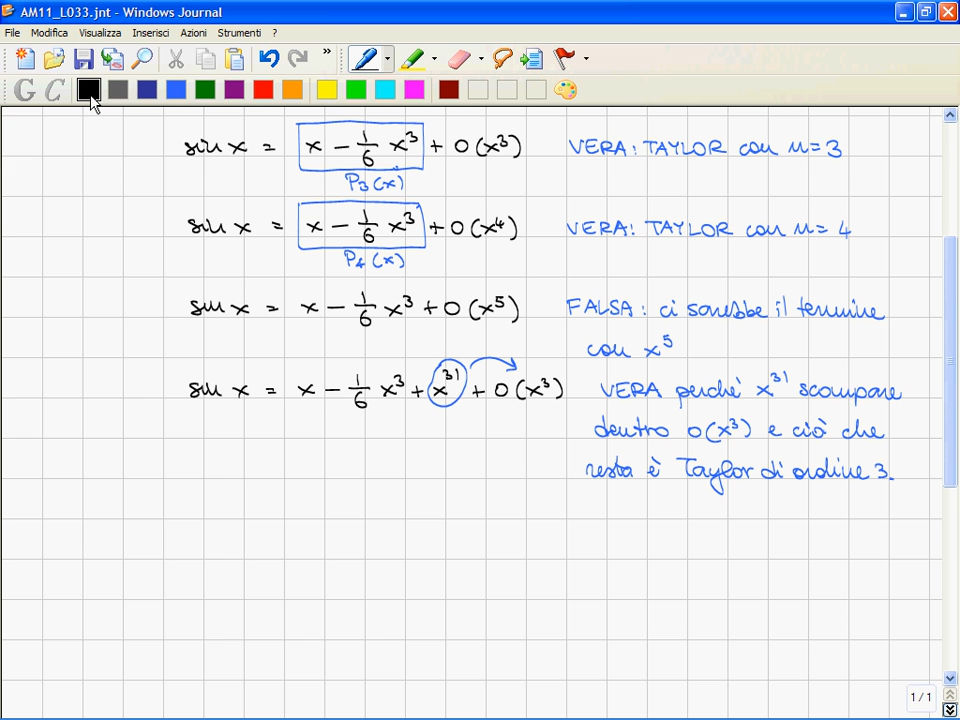 AM11_L033.jnt - Windows Journal
File Modifica Visualizza Inserisci Azioni Strumenti ?
G C
sin x = x - 1/6 x³ + o(x³) VERA: TAYLOR con n=3
P₃(x)
sin x = x - 1/6 x³ + o(x⁴) VERA: TAYLOR con n=4
P₄(x)
sin x = x - 1/6 x³ + o(x⁵) FALSA: ci sarebbe il termine
con x⁵
sin x = x - 1/6 x³ + x³¹ + o(x³) VERA perchè x³¹ scompare
dentro o(x³) e ciò che
resta è Taylor di ordine 3.
1 / 1